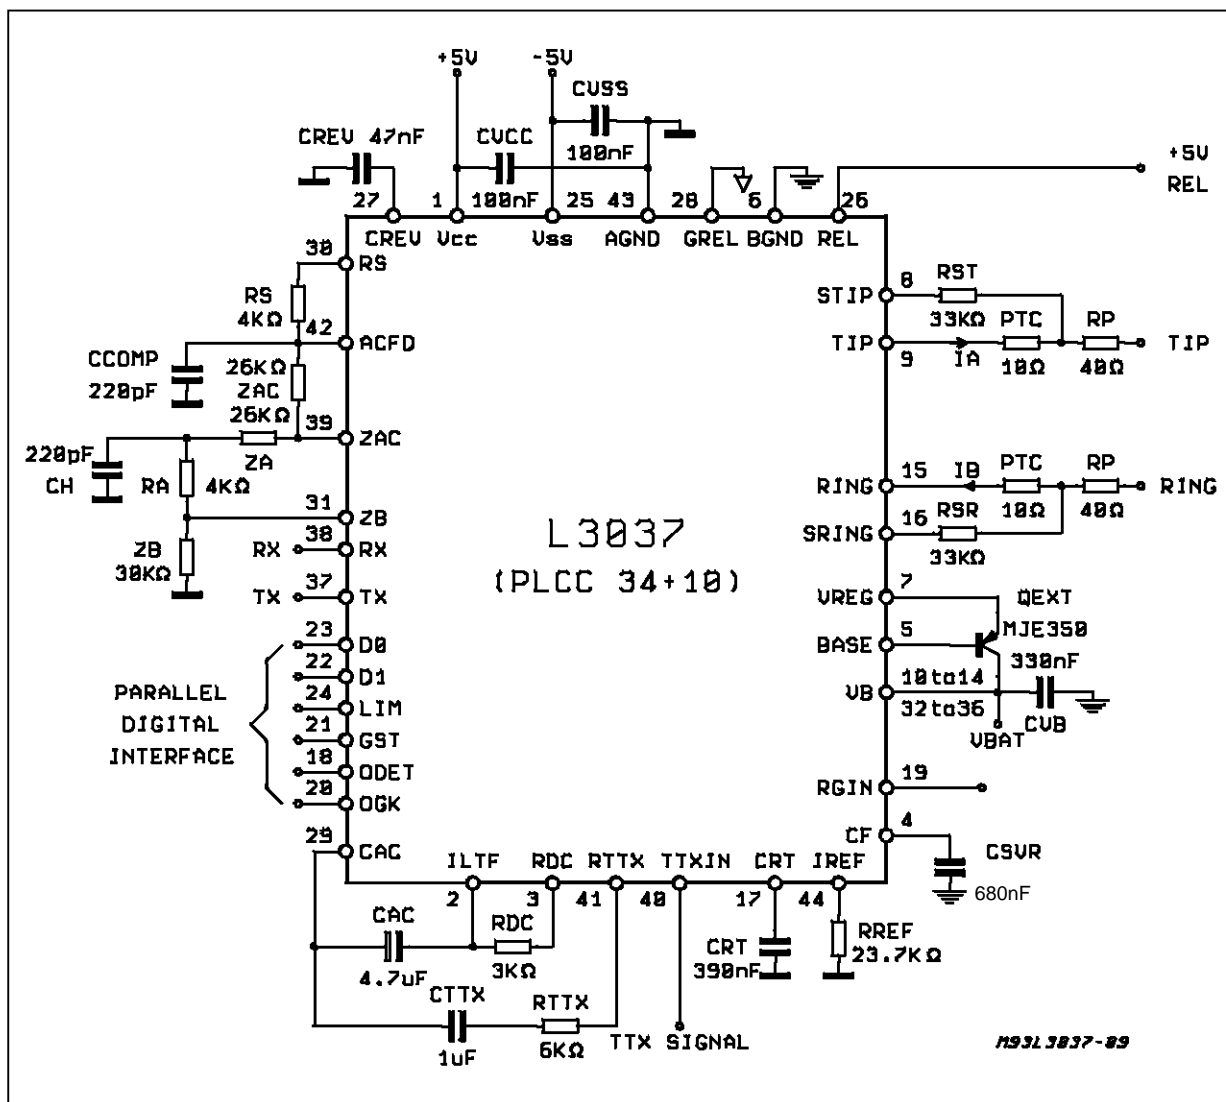 +5V -5V
CVSS
CREV 47nF CVCC 100nF
+5V
REL
27 1 100nF 25 43 28 6 26
CREV Vcc Vss AGND GREL BGND REL
30
RS
RS
4KΩ
42
ACFD
CCOMP
220pF
26KΩ
ZAC
26KΩ
39
ZAC
220pF
CH
ZA
RA 4KΩ
31
ZB
38
ZB
30KΩ
RX RX
37
TX TX
23
D0
22
D1
24
LIM
21
GST
18
ODET
20
OGK
29
CAC
PARALLEL
DIGITAL
INTERFACE
L3037
(PLCC 34+10)
8 RST
STIP
33KΩ PTC RP
TIP IA TIP
9 10Ω 40Ω
15 IB PTC RP
RING RING
16 RSR 10Ω 40Ω
SRING
33KΩ
7
VREG QEXT
5 MJE350
BASE
330nF
10to14
VB
32to36 CVB
VBAT
19
RGIN
4
CF
CSVR
680nF
ILTF RDC RTTX TTXIN CRT IREF
2 3 41 40 17 44
CAC RDC
4.7uF 3KΩ
CRT
390nF
RREF
23.7KΩ
CTTX RTTX
1uF 6KΩ
TTX SIGNAL
M93L3037-09